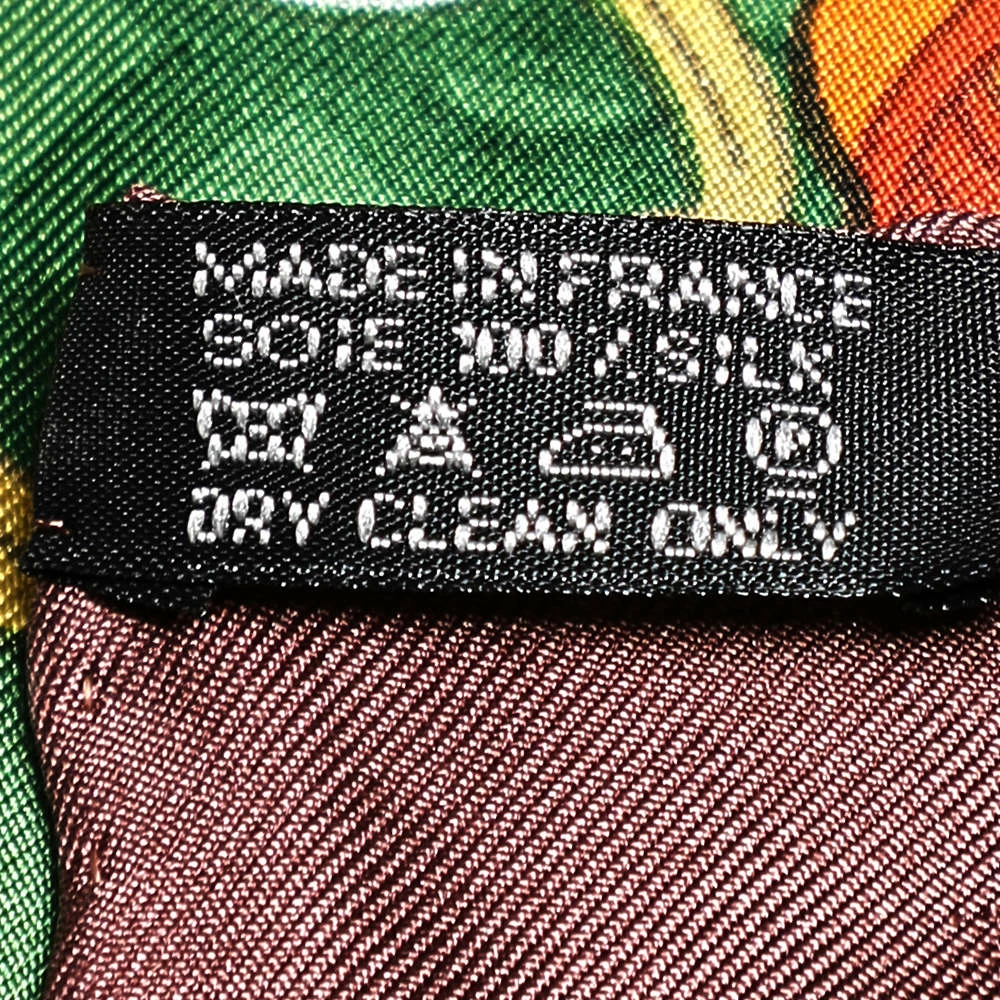 MADE IN FRANCE
SOIE 100% SILK
P
DRY CLEAN ONLY